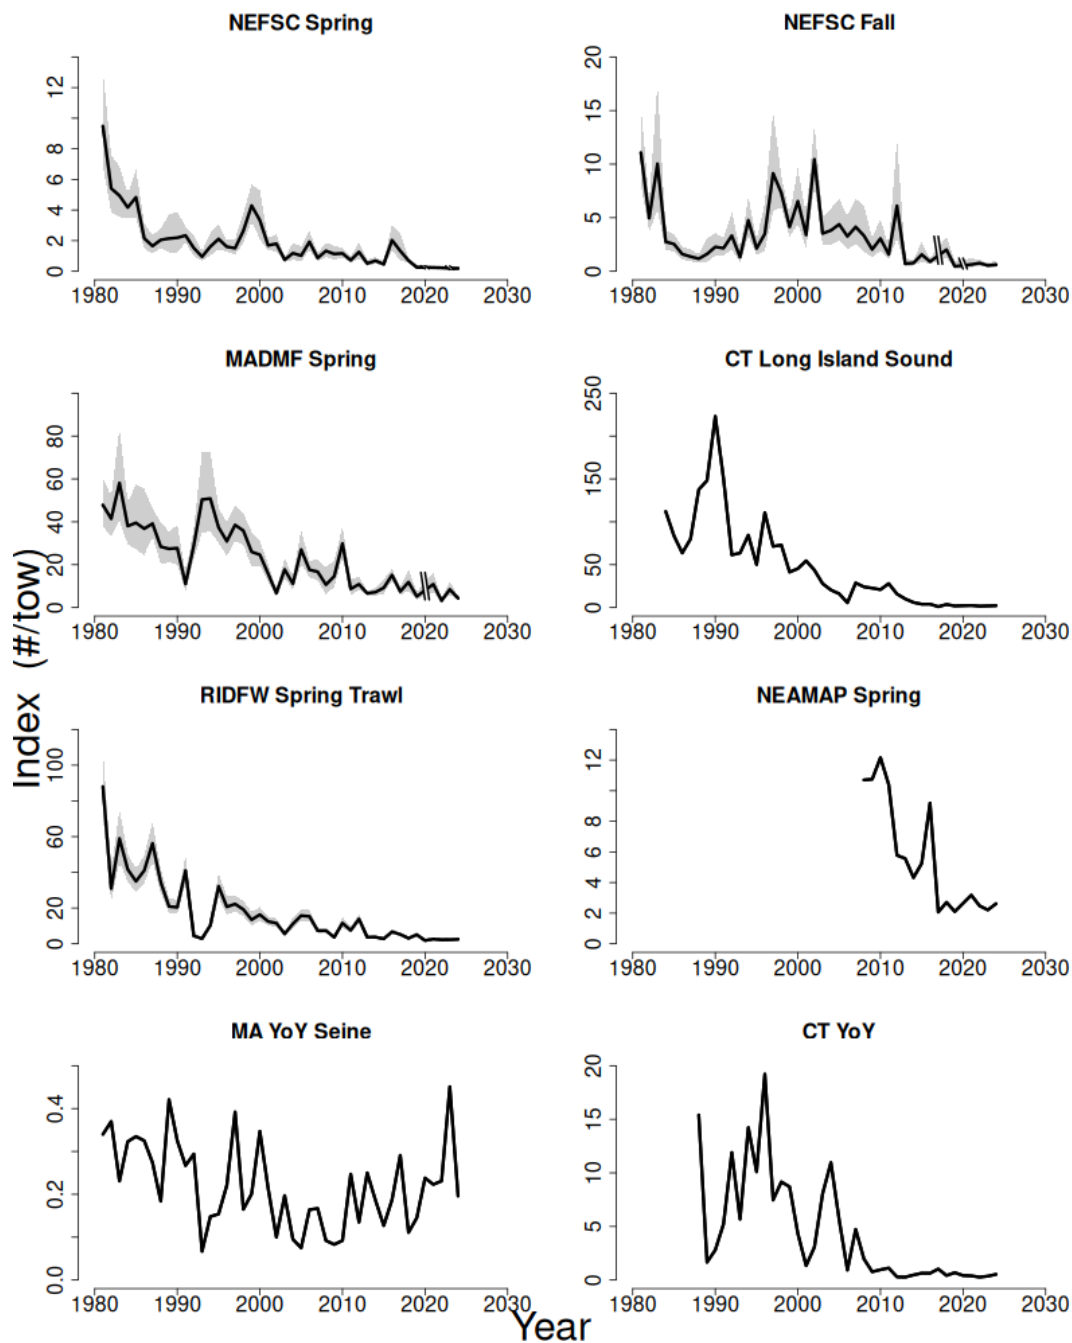 NEFSC Spring
0 2 4 6 8 12
1980 1990 2000 2010 2020 2030
NEFSC Fall
0 5 10 15 20
1980 1990 2000 2010 2020 2030
MADMF Spring
0 20 40 60 80
1980 1990 2000 2010 2020 2030
CT Long Island Sound
0 50 150 250
1980 1990 2000 2010 2020 2030
RIDFW Spring Trawl
0 20 60 100
1980 1990 2000 2010 2020 2030
NEAMAP Spring
0 2 4 6 8 12
1980 1990 2000 2010 2020 2030
MA YoY Seine
0.0 0.2 0.4
1980 1990 2000 2010 2020 2030
CT YoY
0 5 10 15 20
1980 1990 2000 2010 2020 2030
Index (#/tow)
Year